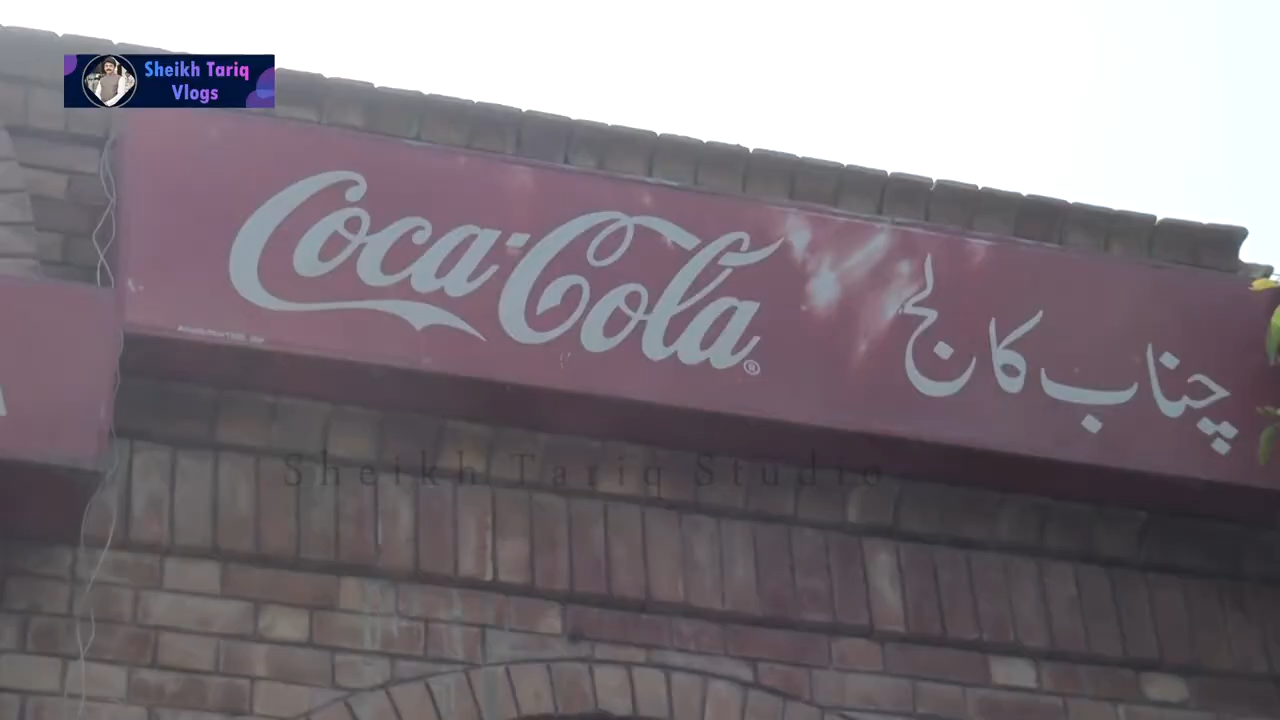 Sheikh Tariq
Vlogs
Coca-Cola®
چناب کالج
Sheikh Tariq Studio